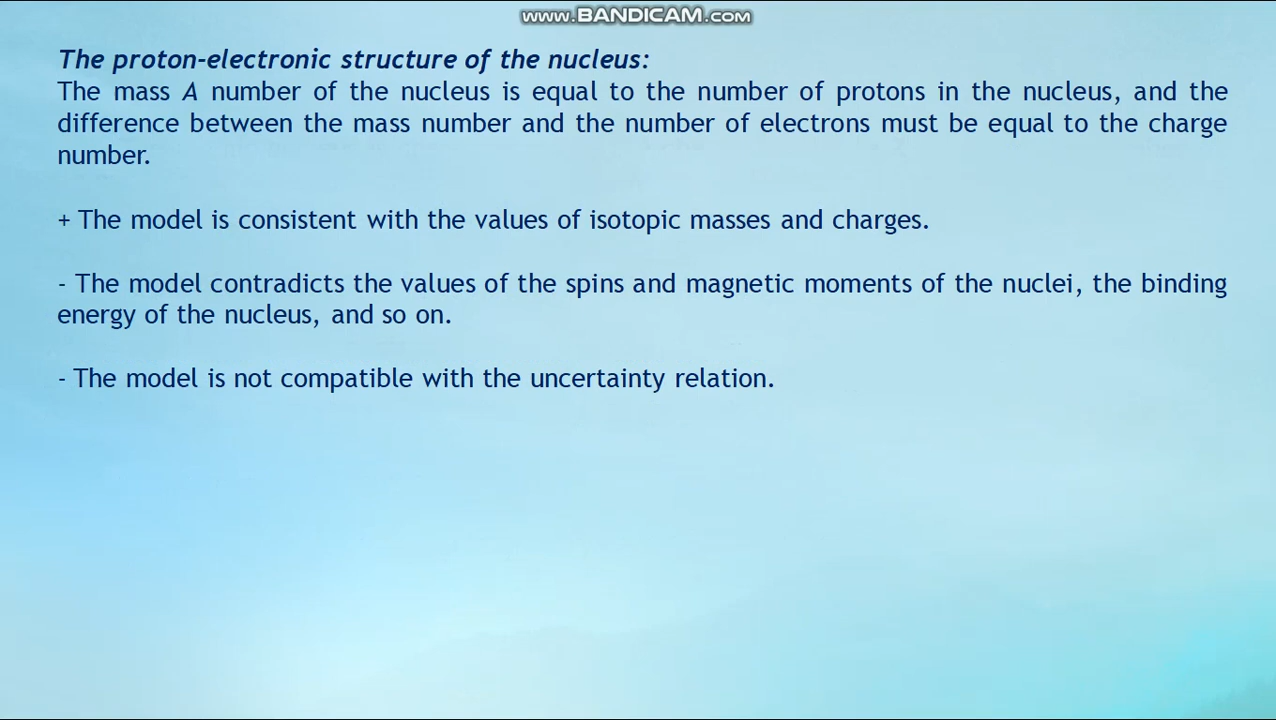 www.BANDICAM.com
The proton-electronic structure of the nucleus:
The mass A number of the nucleus is equal to the number of protons in the nucleus, and the
difference between the mass number and the number of electrons must be equal to the charge
number.
+ The model is consistent with the values of isotopic masses and charges.
- The model contradicts the values of the spins and magnetic moments of the nuclei, the binding
energy of the nucleus, and so on.
- The model is not compatible with the uncertainty relation.